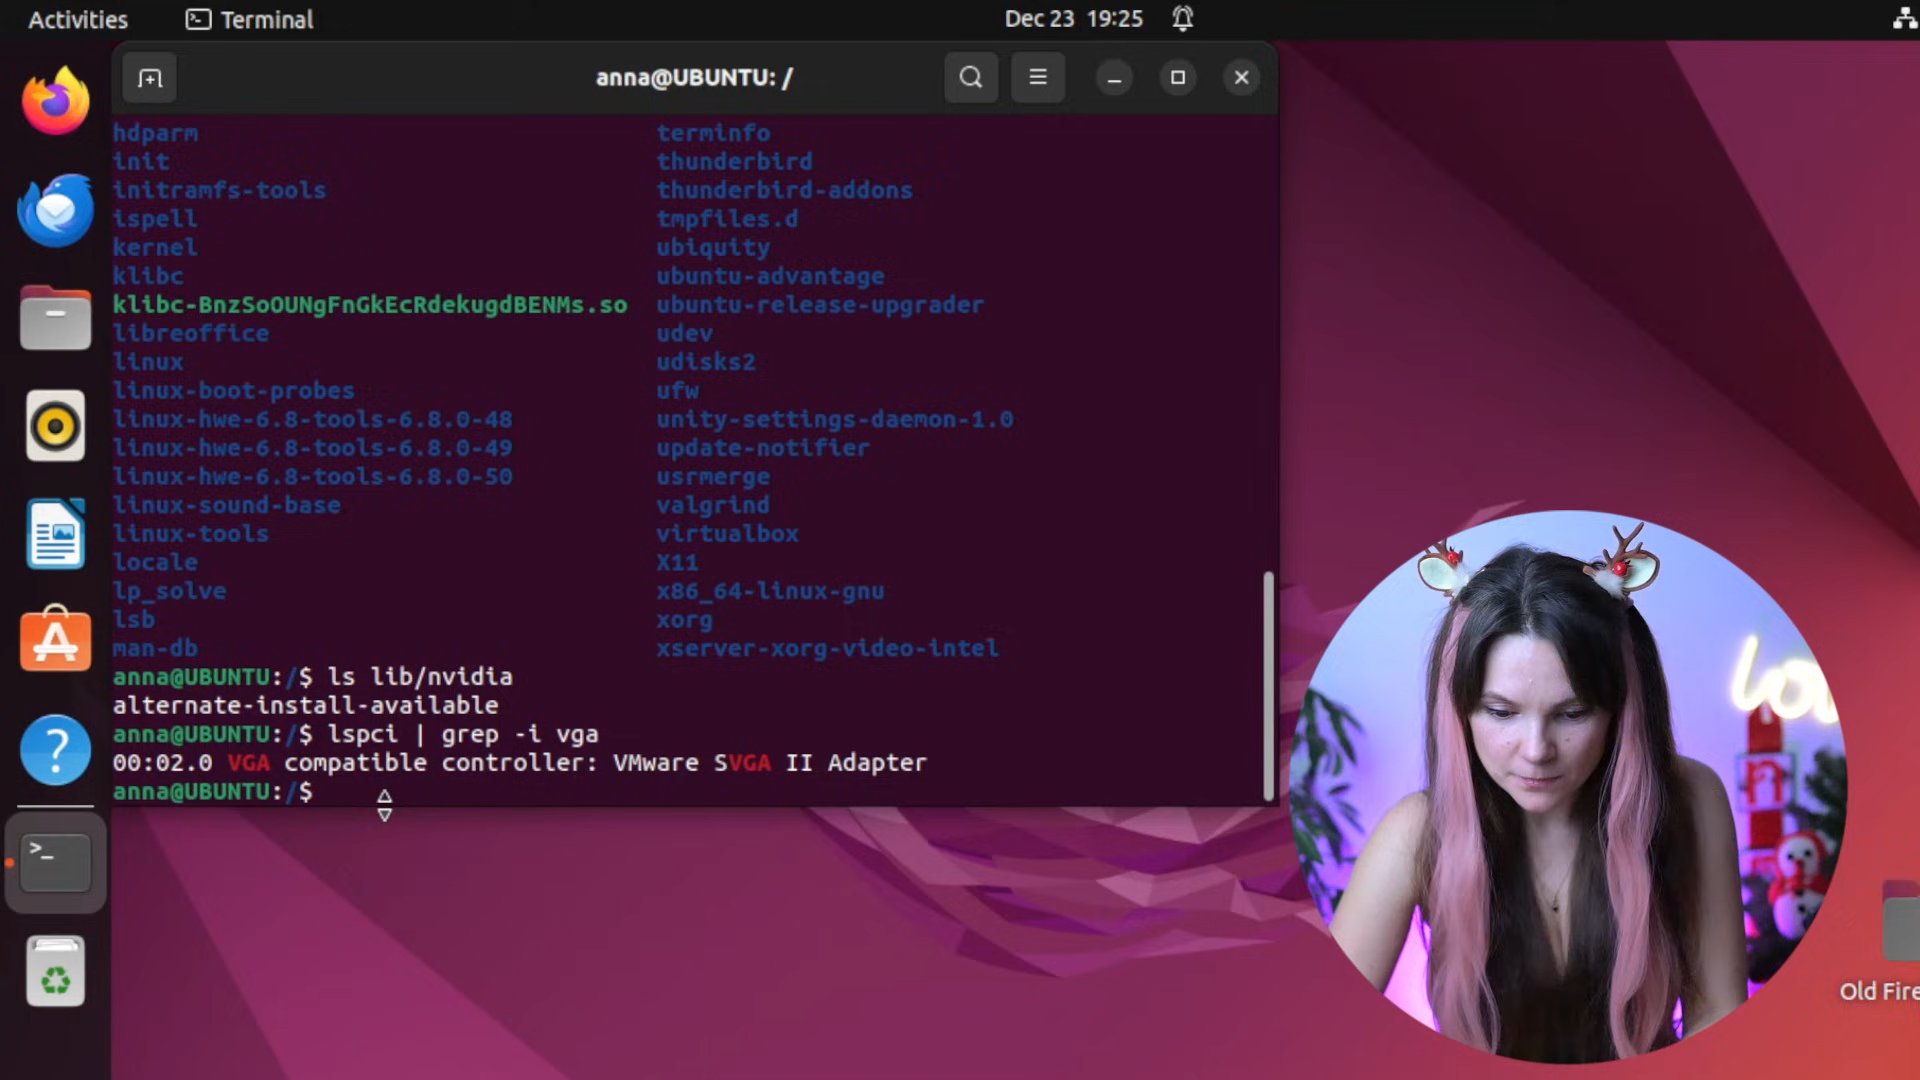 Activities Terminal Dec 23 19:25
anna@UBUNTU: /
hdparm terminfo
init thunderbird
initramfs-tools thunderbird-addons
ispell tmpfiles.d
kernel ubiquity
klibc ubuntu-advantage
klibc-BnzSoOUNgFnGkEcRdekugdBENMs.so ubuntu-release-upgrader
libreoffice udev
linux udisks2
linux-boot-probes ufw
linux-hwe-6.8-tools-6.8.0-48 unity-settings-daemon-1.0
linux-hwe-6.8-tools-6.8.0-49 update-notifier
linux-hwe-6.8-tools-6.8.0-50 usrmerge
linux-sound-base valgrind
linux-tools virtualbox
locale X11
lp_solve x86_64-linux-gnu
lsb xorg
man-db xserver-xorg-video-intel
anna@UBUNTU:/$ ls lib/nvidia
alternate-install-available
anna@UBUNTU:/$ lspci | grep -i vga
00:02.0 VGA compatible controller: VMware SVGA II Adapter
anna@UBUNTU:/$
Old Fire